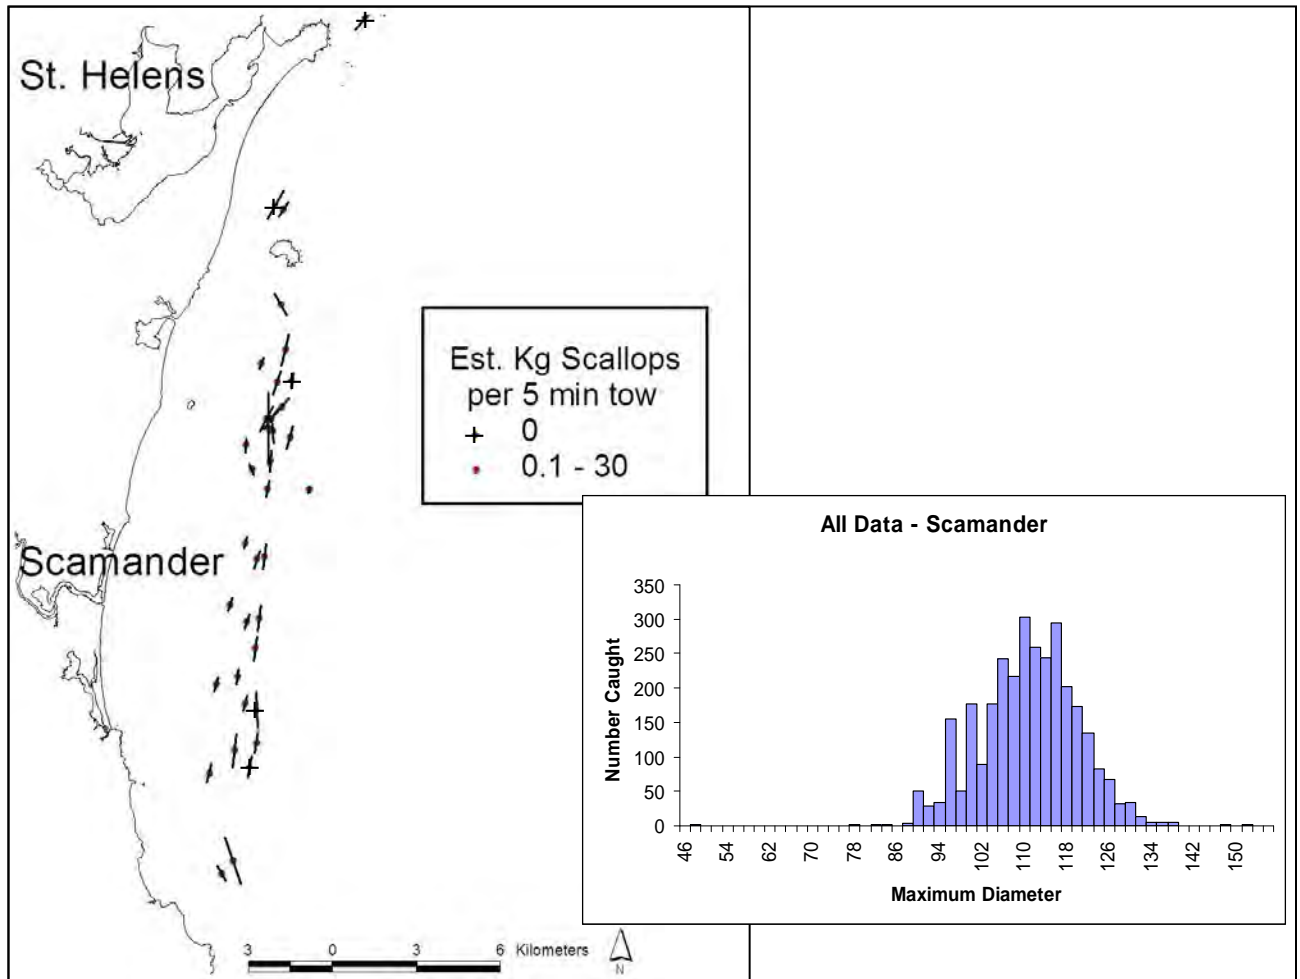 St. Helens
Est. Kg Scallops
per 5 min tow
0
0.1 - 30
Scamander
3 0 3 6 Kilometers
N
All Data - Scamander
Number Caught
350
300
250
200
150
100
50
0
46 54 62 70 78 86 94 102 110 118 126 134 142 150
Maximum Diameter